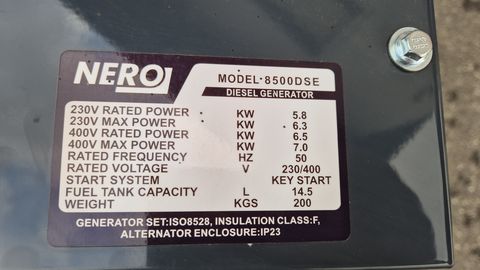 NERO
MODEL-8500DSE
DIESEL GENERATOR
230V RATED POWER KW 5.8
230V MAX POWER KW 6.3
400V RATED POWER KW 6.5
400V MAX POWER KW 7.0
RATED FREQUENCY HZ 50
RATED VOLTAGE V 230/400
START SYSTEM KEY START
FUEL TANK CAPACITY L 14.5
WEIGHT KGS 200
GENERATOR SET:ISO8528, INSULATION CLASS:F,
ALTERNATOR ENCLOSURE:IP23